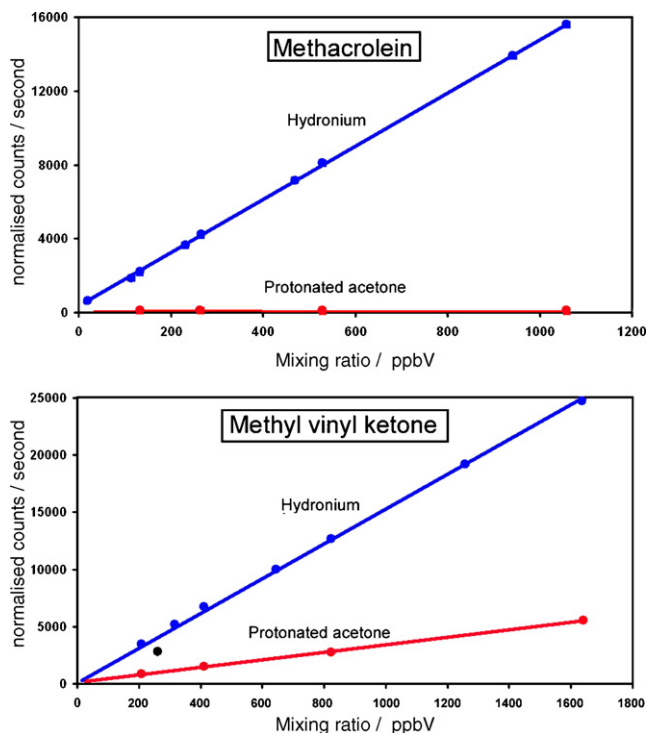 Methacrolein
normalised counts / second
16000
12000
8000
4000
0
Hydronium
Protonated acetone
0 200 400 600 800 1000 1200
Mixing ratio / ppbV
Methyl vinyl ketone
normalised counts / second
25000
20000
15000
10000
5000
0
Hydronium
Protonated acetone
0 200 400 600 800 1000 1200 1400 1600 1800
Mixing ratio / ppbV